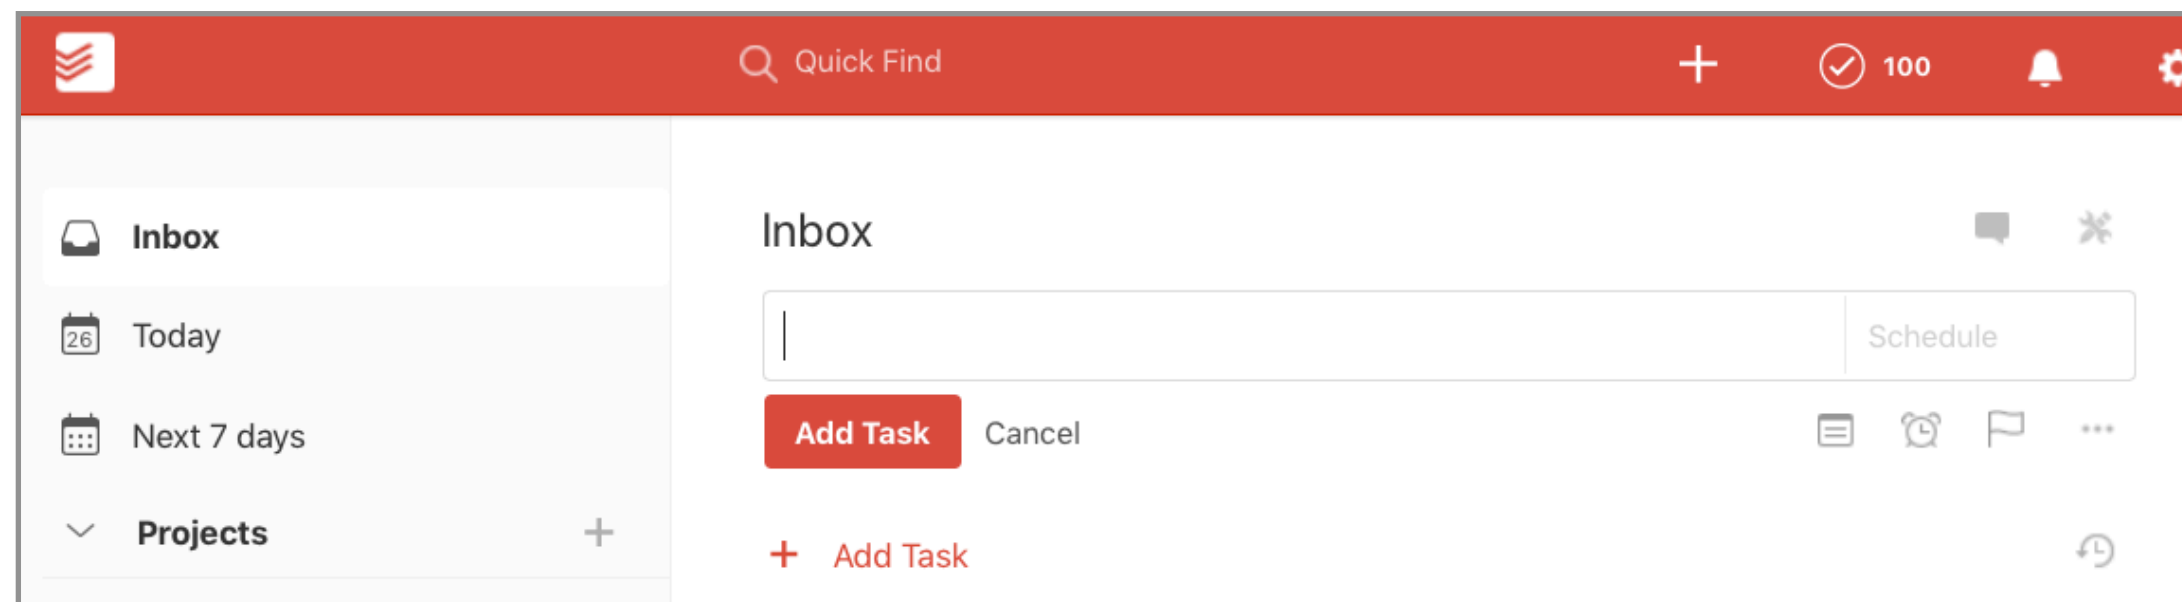 Quick Find
100
Inbox
26 Today
Next 7 days
Projects
Inbox
Schedule
Add Task Cancel
Add Task